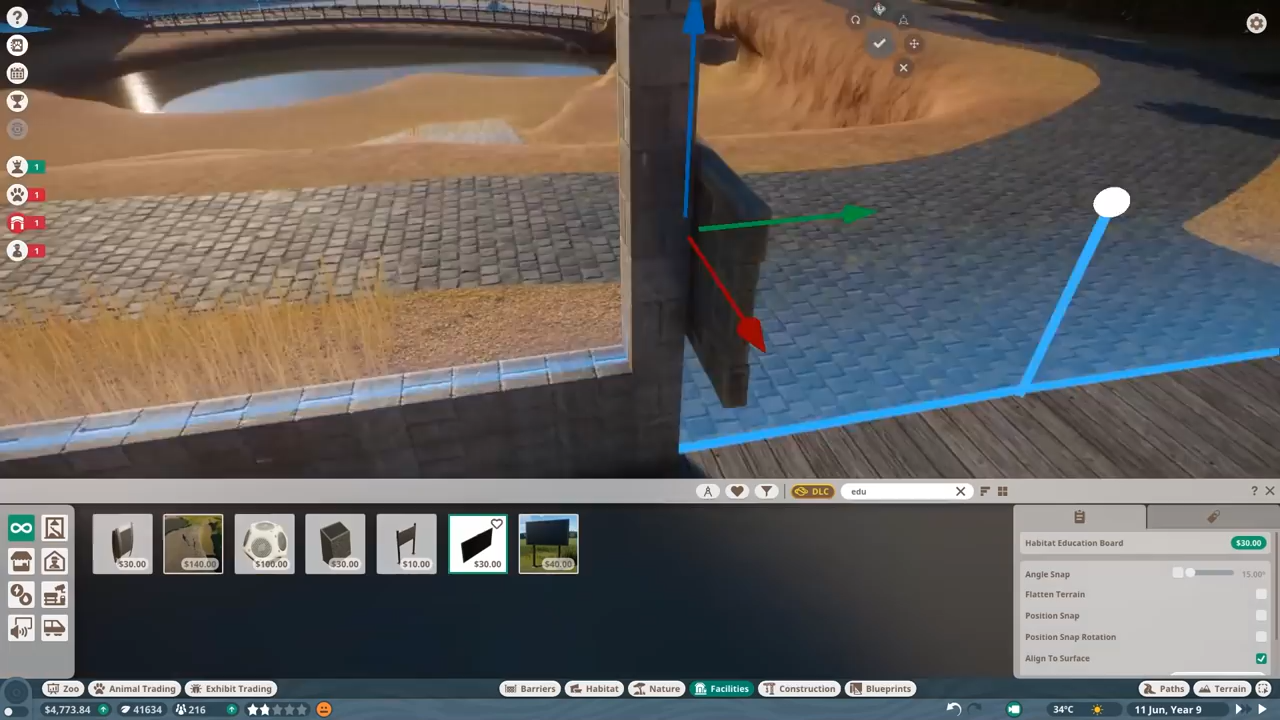 ?
1
1
1
1
DLC
edu
?
$30.00
$140.00
$100.00
$30.00
$10.00
$30.00
$40.00
Habitat Education Board
$30.00
Angle Snap
15.00°
Flatten Terrain
Position Snap
Position Snap Rotation
Align To Surface
Zoo
Animal Trading
Exhibit Trading
Barriers
Habitat
Nature
Facilities
Construction
Blueprints
Paths
Terrain
$4,773.84
41634
216
34°C
11 Jun, Year 9